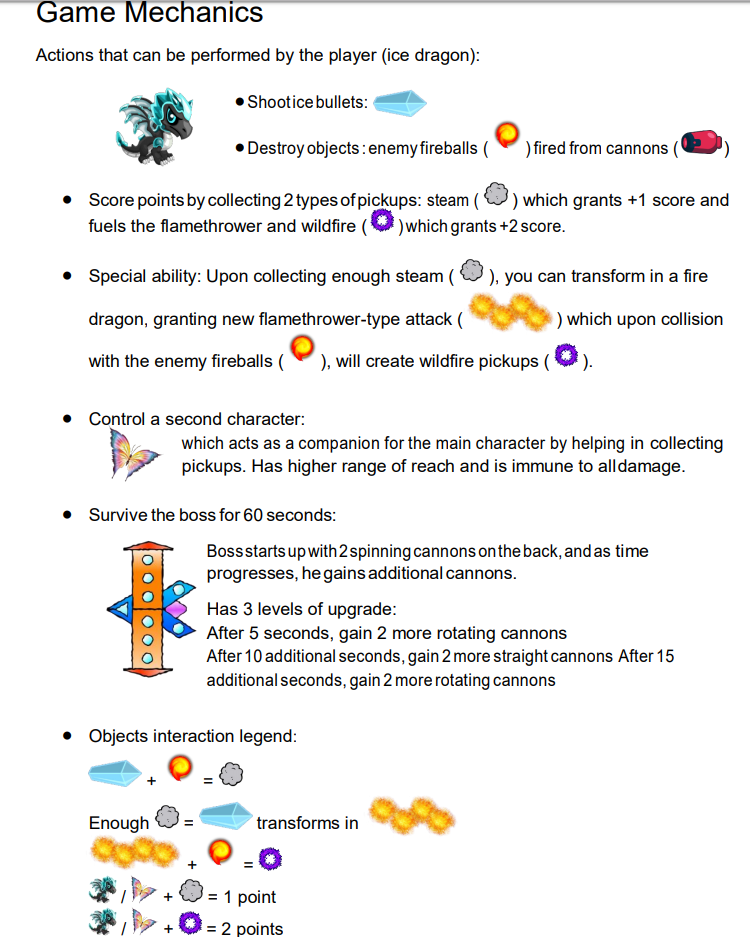 Game Mechanics
Actions that can be performed by the player (ice dragon):
● Shoot ice bullets:
● Destroy objects : enemy fireballs ( ) fired from cannons ( )
● Score points by collecting 2 types of pickups: steam ( ) which grants +1 score and
fuels the flamethrower and wildfire ( ) which grants +2 score.
● Special ability: Upon collecting enough steam ( ), you can transform in a fire
dragon, granting new flamethrower-type attack ( ) which upon collision
with the enemy fireballs ( ), will create wildfire pickups ( ).
● Control a second character:
which acts as a companion for the main character by helping in collecting
pickups. Has higher range of reach and is immune to all damage.
● Survive the boss for 60 seconds:
Boss starts up with 2 spinning cannons on the back, and as time
progresses, he gains additional cannons.
Has 3 levels of upgrade:
After 5 seconds, gain 2 more rotating cannons
After 10 additional seconds, gain 2 more straight cannons After 15
additional seconds, gain 2 more rotating cannons
● Objects interaction legend:
+ =
Enough = transforms in
+ =
/ + = 1 point
/ + = 2 points